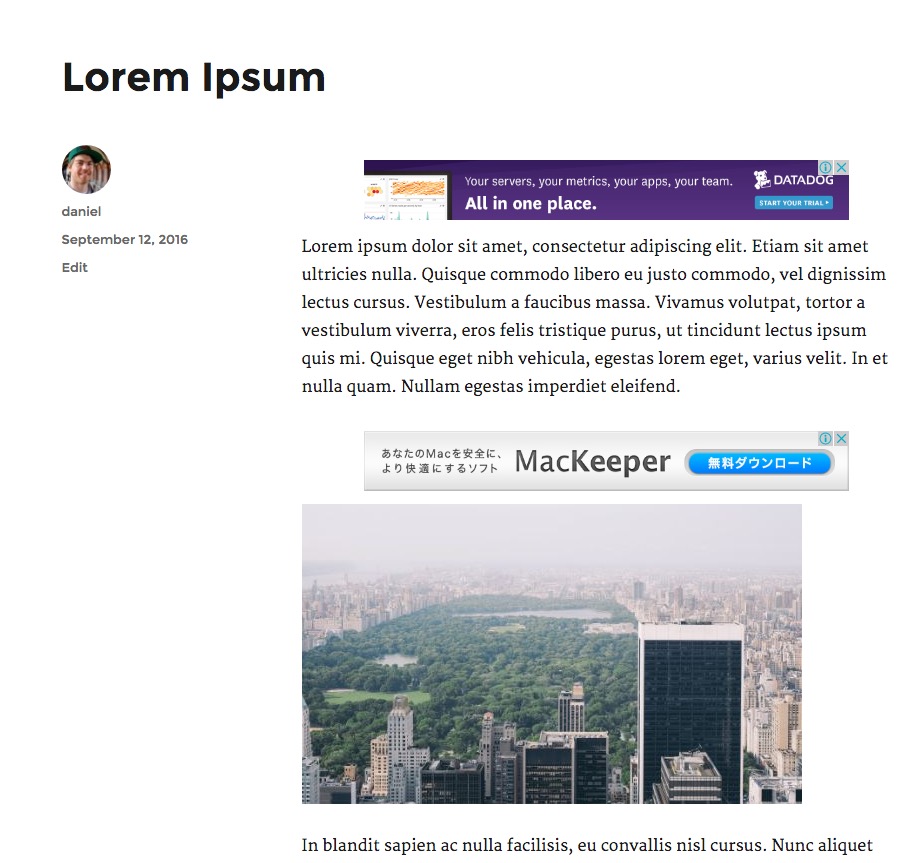 Lorem Ipsum
daniel
September 12, 2016
Edit
Your servers, your metrics, your apps, your team.
All in one place.
DATADOG
START YOUR TRIAL
Lorem ipsum dolor sit amet, consectetur adipiscing elit. Etiam sit amet
ultricies nulla. Quisque commodo libero eu justo commodo, vel dignissim
lectus cursus. Vestibulum a faucibus massa. Vivamus volutpat, tortor a
vestibulum viverra, eros felis tristique purus, ut tincidunt lectus ipsum
quis mi. Quisque eget nibh vehicula, egestas lorem eget, varius velit. In et
nulla quam. Nullam egestas imperdiet eleifend.
あなたのMacを安全に、
より快適にするソフト
MacKeeper
無料ダウンロード
In blandit sapien ac nulla facilisis, eu convallis nisl cursus. Nunc aliquet